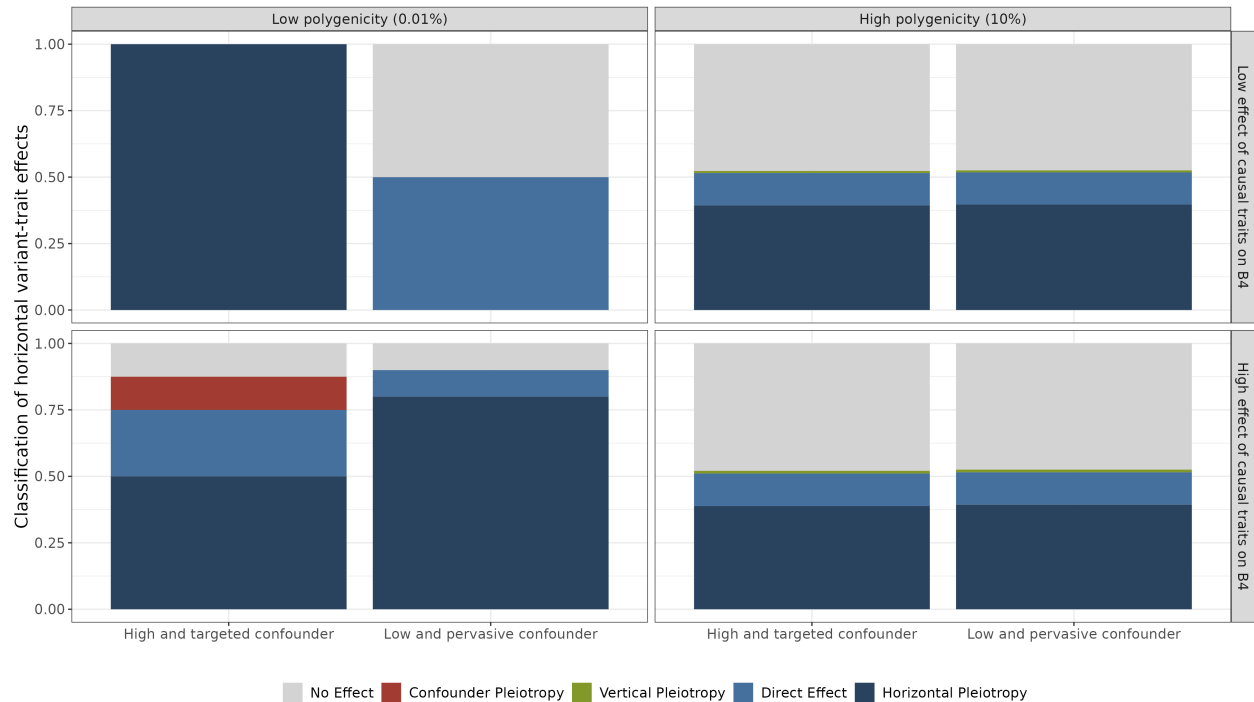 Low polygenicity (0.01%)
High polygenicity (10%)
Classification of horizontal variant-trait effects
1.00
0.75
0.50
0.25
0.00
Low effect of causal traits on B4
1.00
0.75
0.50
0.25
0.00
High effect of causal traits on B4
High and targeted confounder
Low and pervasive confounder
High and targeted confounder
Low and pervasive confounder
No Effect
Confounder Pleiotropy
Vertical Pleiotropy
Direct Effect
Horizontal Pleiotropy